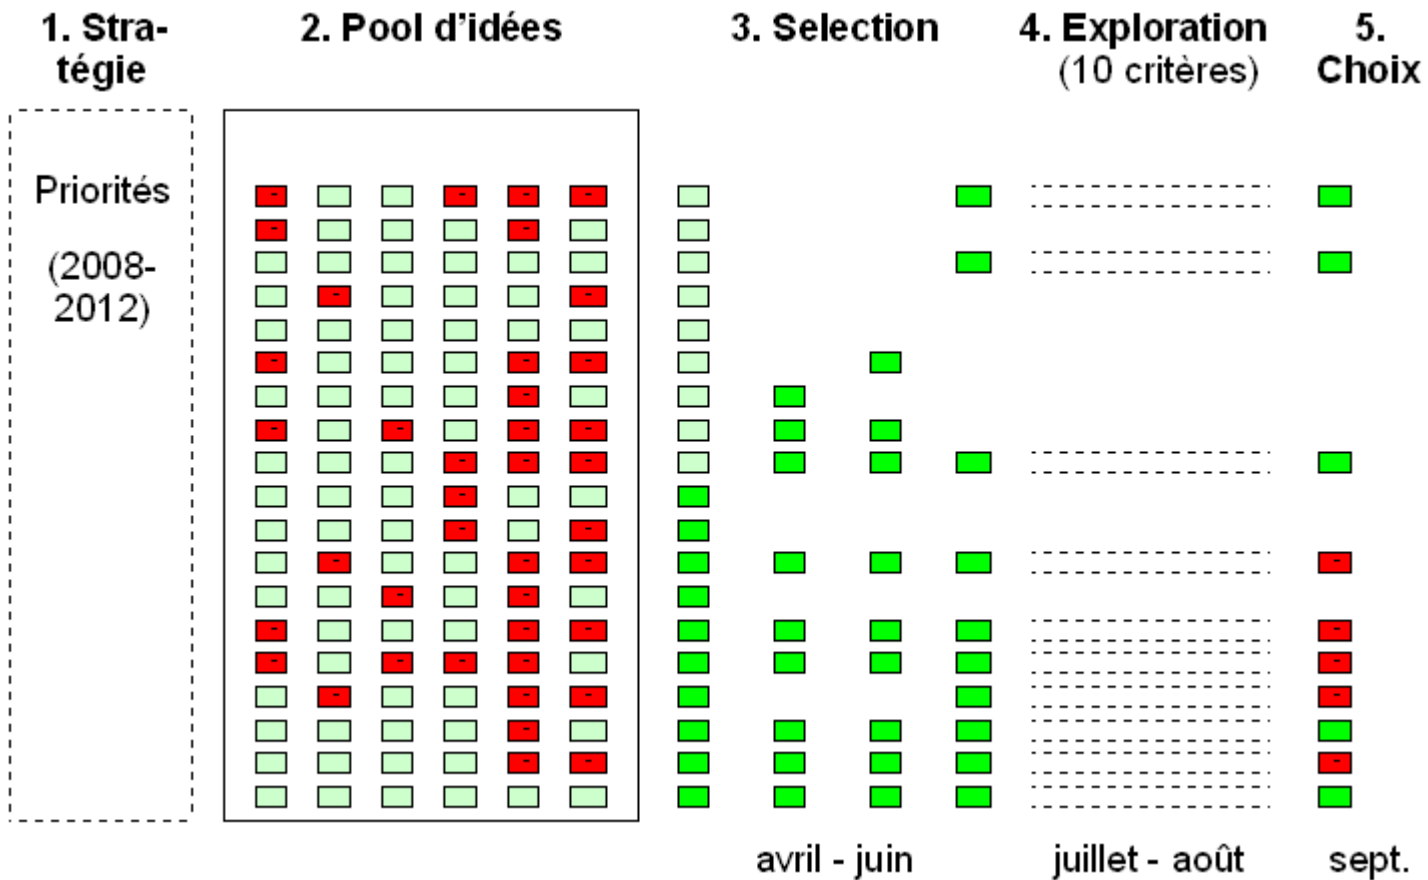 1. Stra-
tégie
2. Pool d'idées
3. Selection
4. Exploration
(10 critères)
5.
Choix
Priorités
(2008-
2012)
avril - juin
juillet - août
sept.